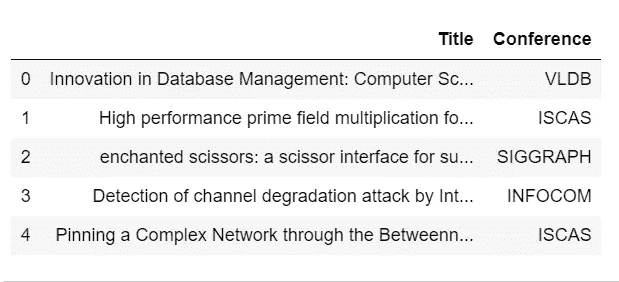 Title Conference
0 Innovation in Database Management: Computer Sc... VLDB
1 High performance prime field multiplication fo... ISCAS
2 enchanted scissors: a scissor interface for su... SIGGRAPH
3 Detection of channel degradation attack by Int... INFOCOM
4 Pinning a Complex Network through the Betweenn... ISCAS